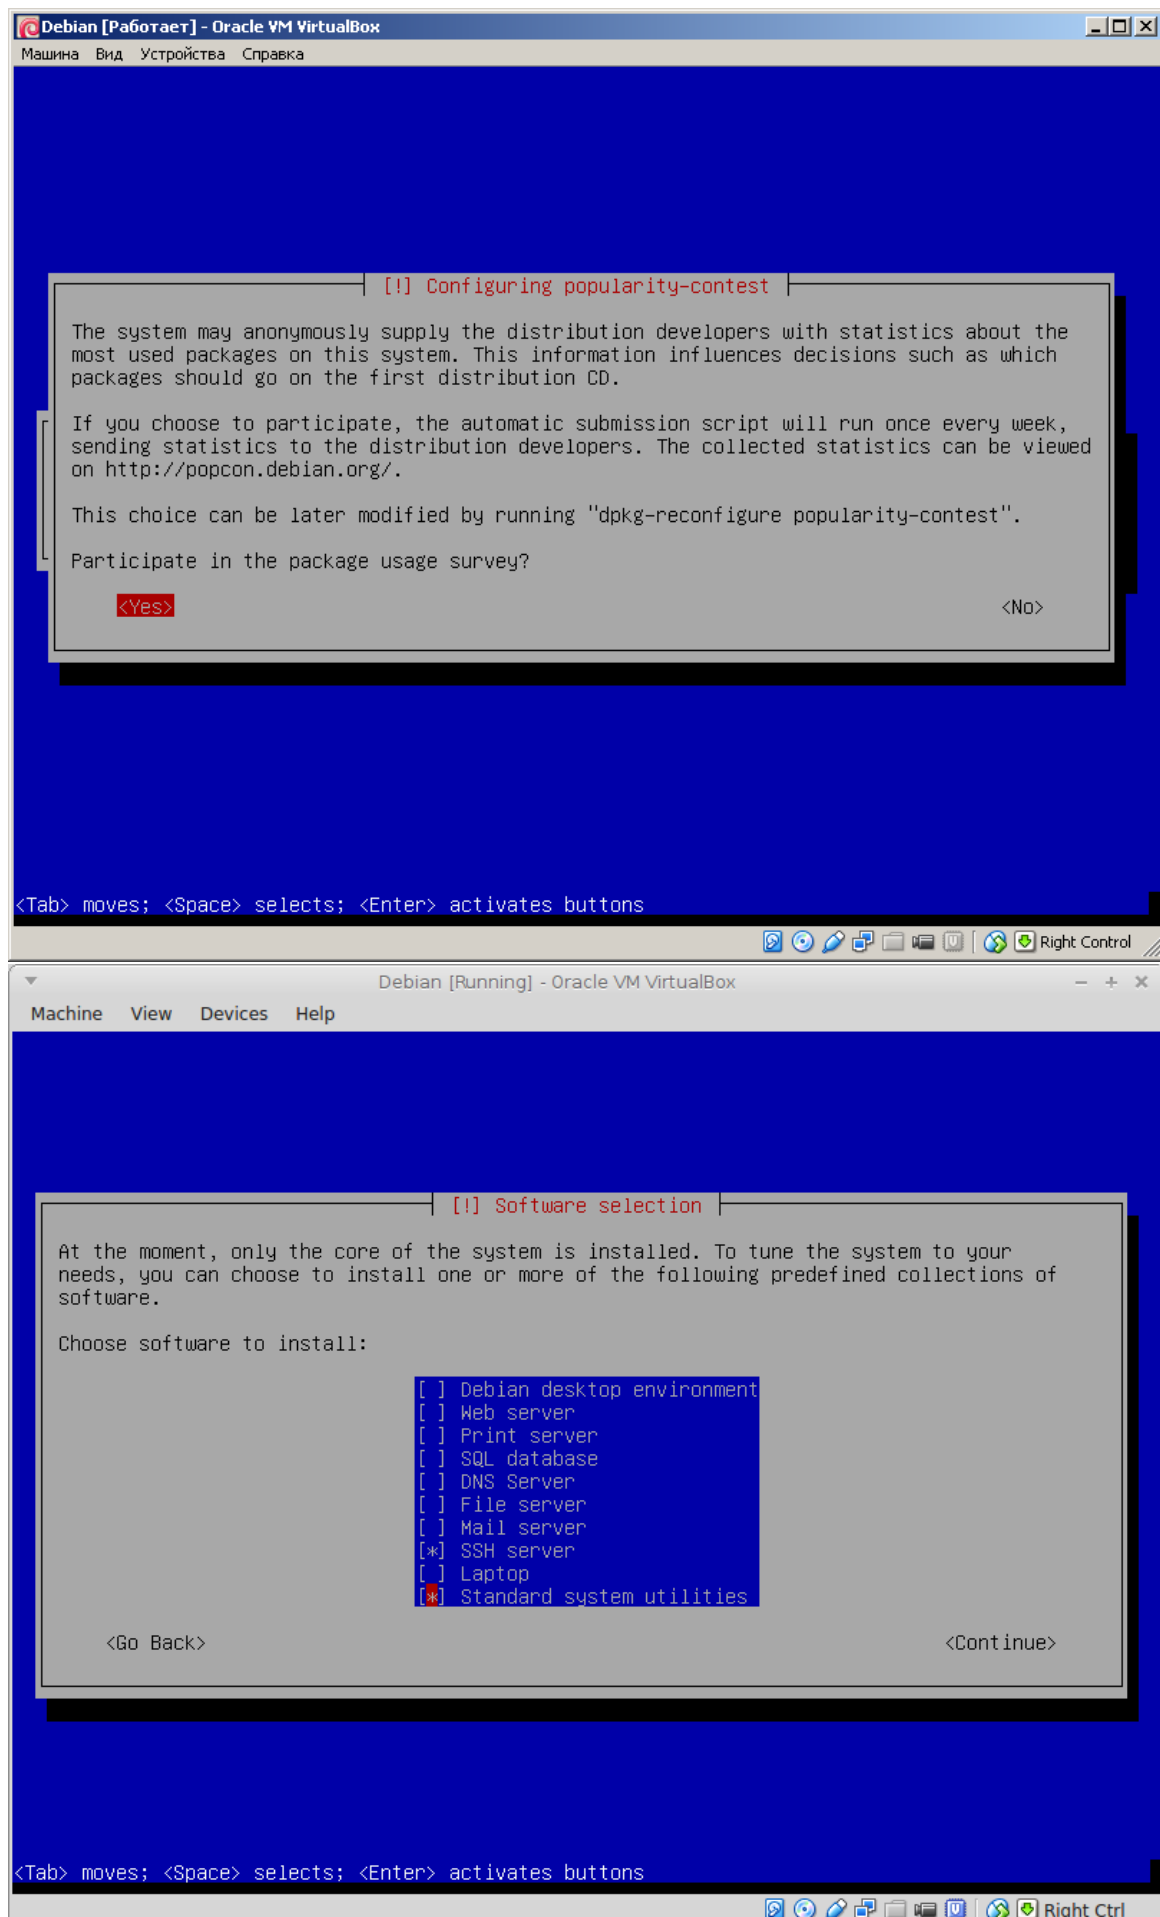 Debian [Работает] - Oracle VM VirtualBox
Машина Вид Устройства Справка
[!] Configuring popularity-contest
The system may anonymously supply the distribution developers with statistics about the
most used packages on this system. This information influences decisions such as which
packages should go on the first distribution CD.
If you choose to participate, the automatic submission script will run once every week,
sending statistics to the distribution developers. The collected statistics can be viewed
on http://popcon.debian.org/.
This choice can be later modified by running "dpkg-reconfigure popularity-contest".
Participate in the package usage survey?
<Yes> <No>
<Tab> moves; <Space> selects; <Enter> activates buttons
Right Control
Debian [Running] - Oracle VM VirtualBox
Machine View Devices Help
[!] Software selection
At the moment, only the core of the system is installed. To tune the system to your
needs, you can choose to install one or more of the following predefined collections of
software.
Choose software to install:
[ ] Debian desktop environment
[ ] Web server
[ ] Print server
[ ] SQL database
[ ] DNS Server
[ ] File server
[ ] Mail server
[*] SSH server
[ ] Laptop
[*] Standard system utilities
<Go Back> <Continue>
<Tab> moves; <Space> selects; <Enter> activates buttons
Right Ctrl